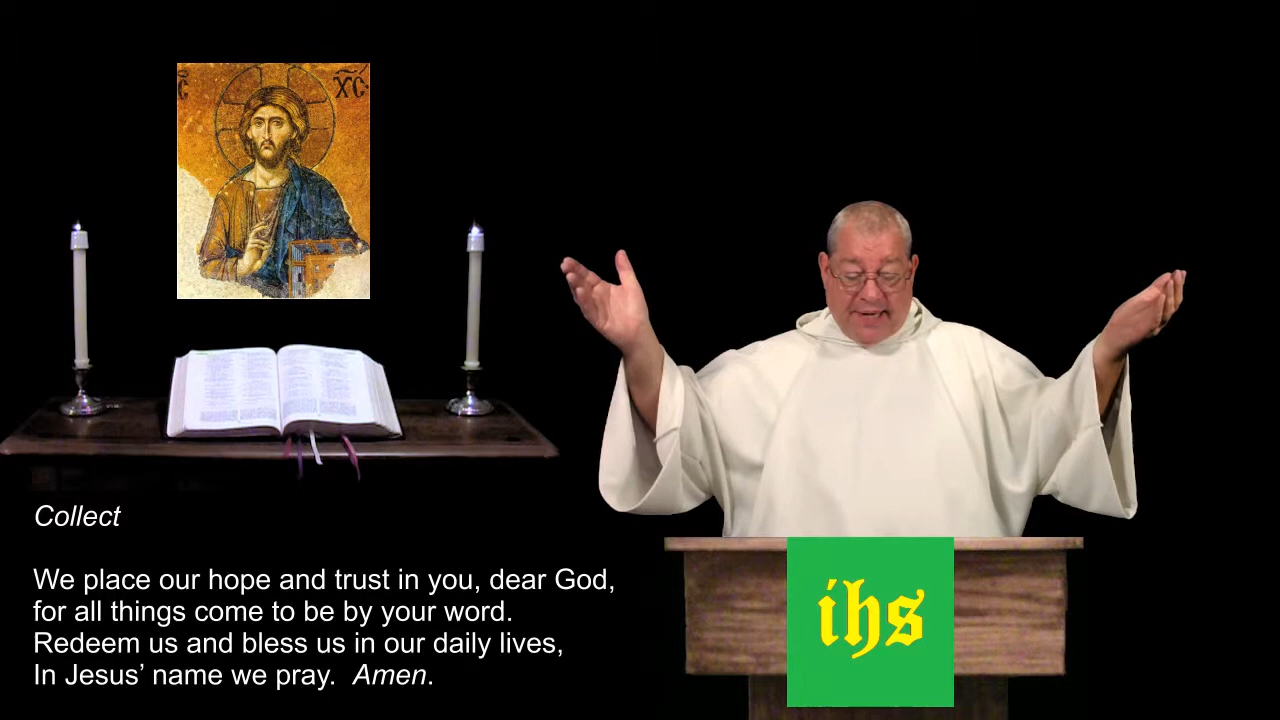 C̅ X̅C̅
Collect
We place our hope and trust in you, dear God,
for all things come to be by your word.
Redeem us and bless us in our daily lives,
In Jesus’ name we pray. Amen.
ihs